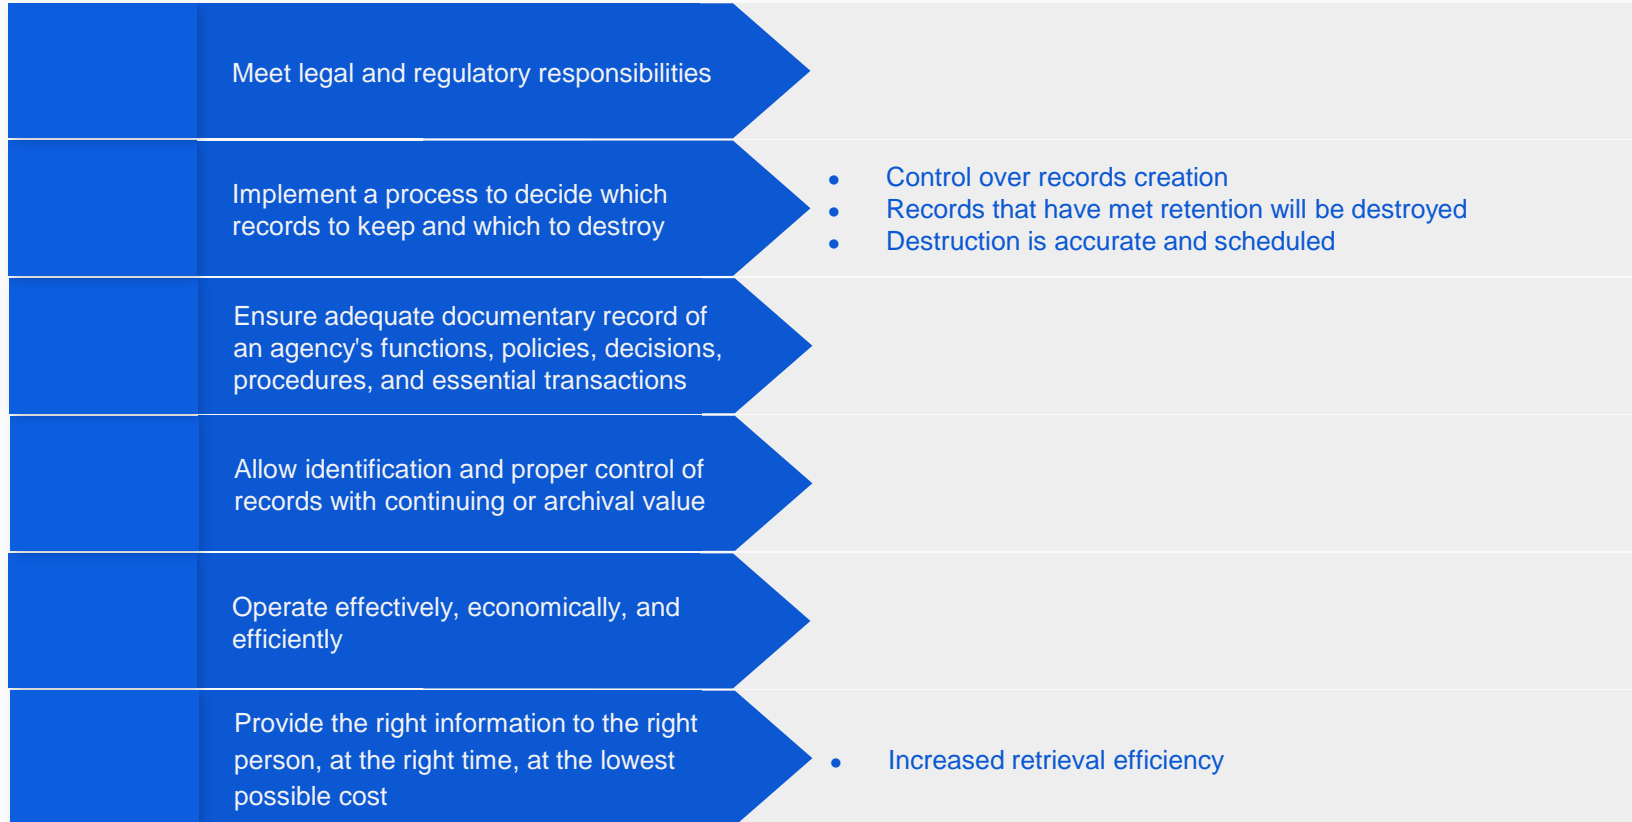 Meet legal and regulatory responsibilities
Implement a process to decide which
records to keep and which to destroy
● Control over records creation
● Records that have met retention will be destroyed
● Destruction is accurate and scheduled
Ensure adequate documentary record of
an agency's functions, policies, decisions,
procedures, and essential transactions
Allow identification and proper control of
records with continuing or archival value
Operate effectively, economically, and
efficiently
Provide the right information to the right
person, at the right time, at the lowest
possible cost
● Increased retrieval efficiency